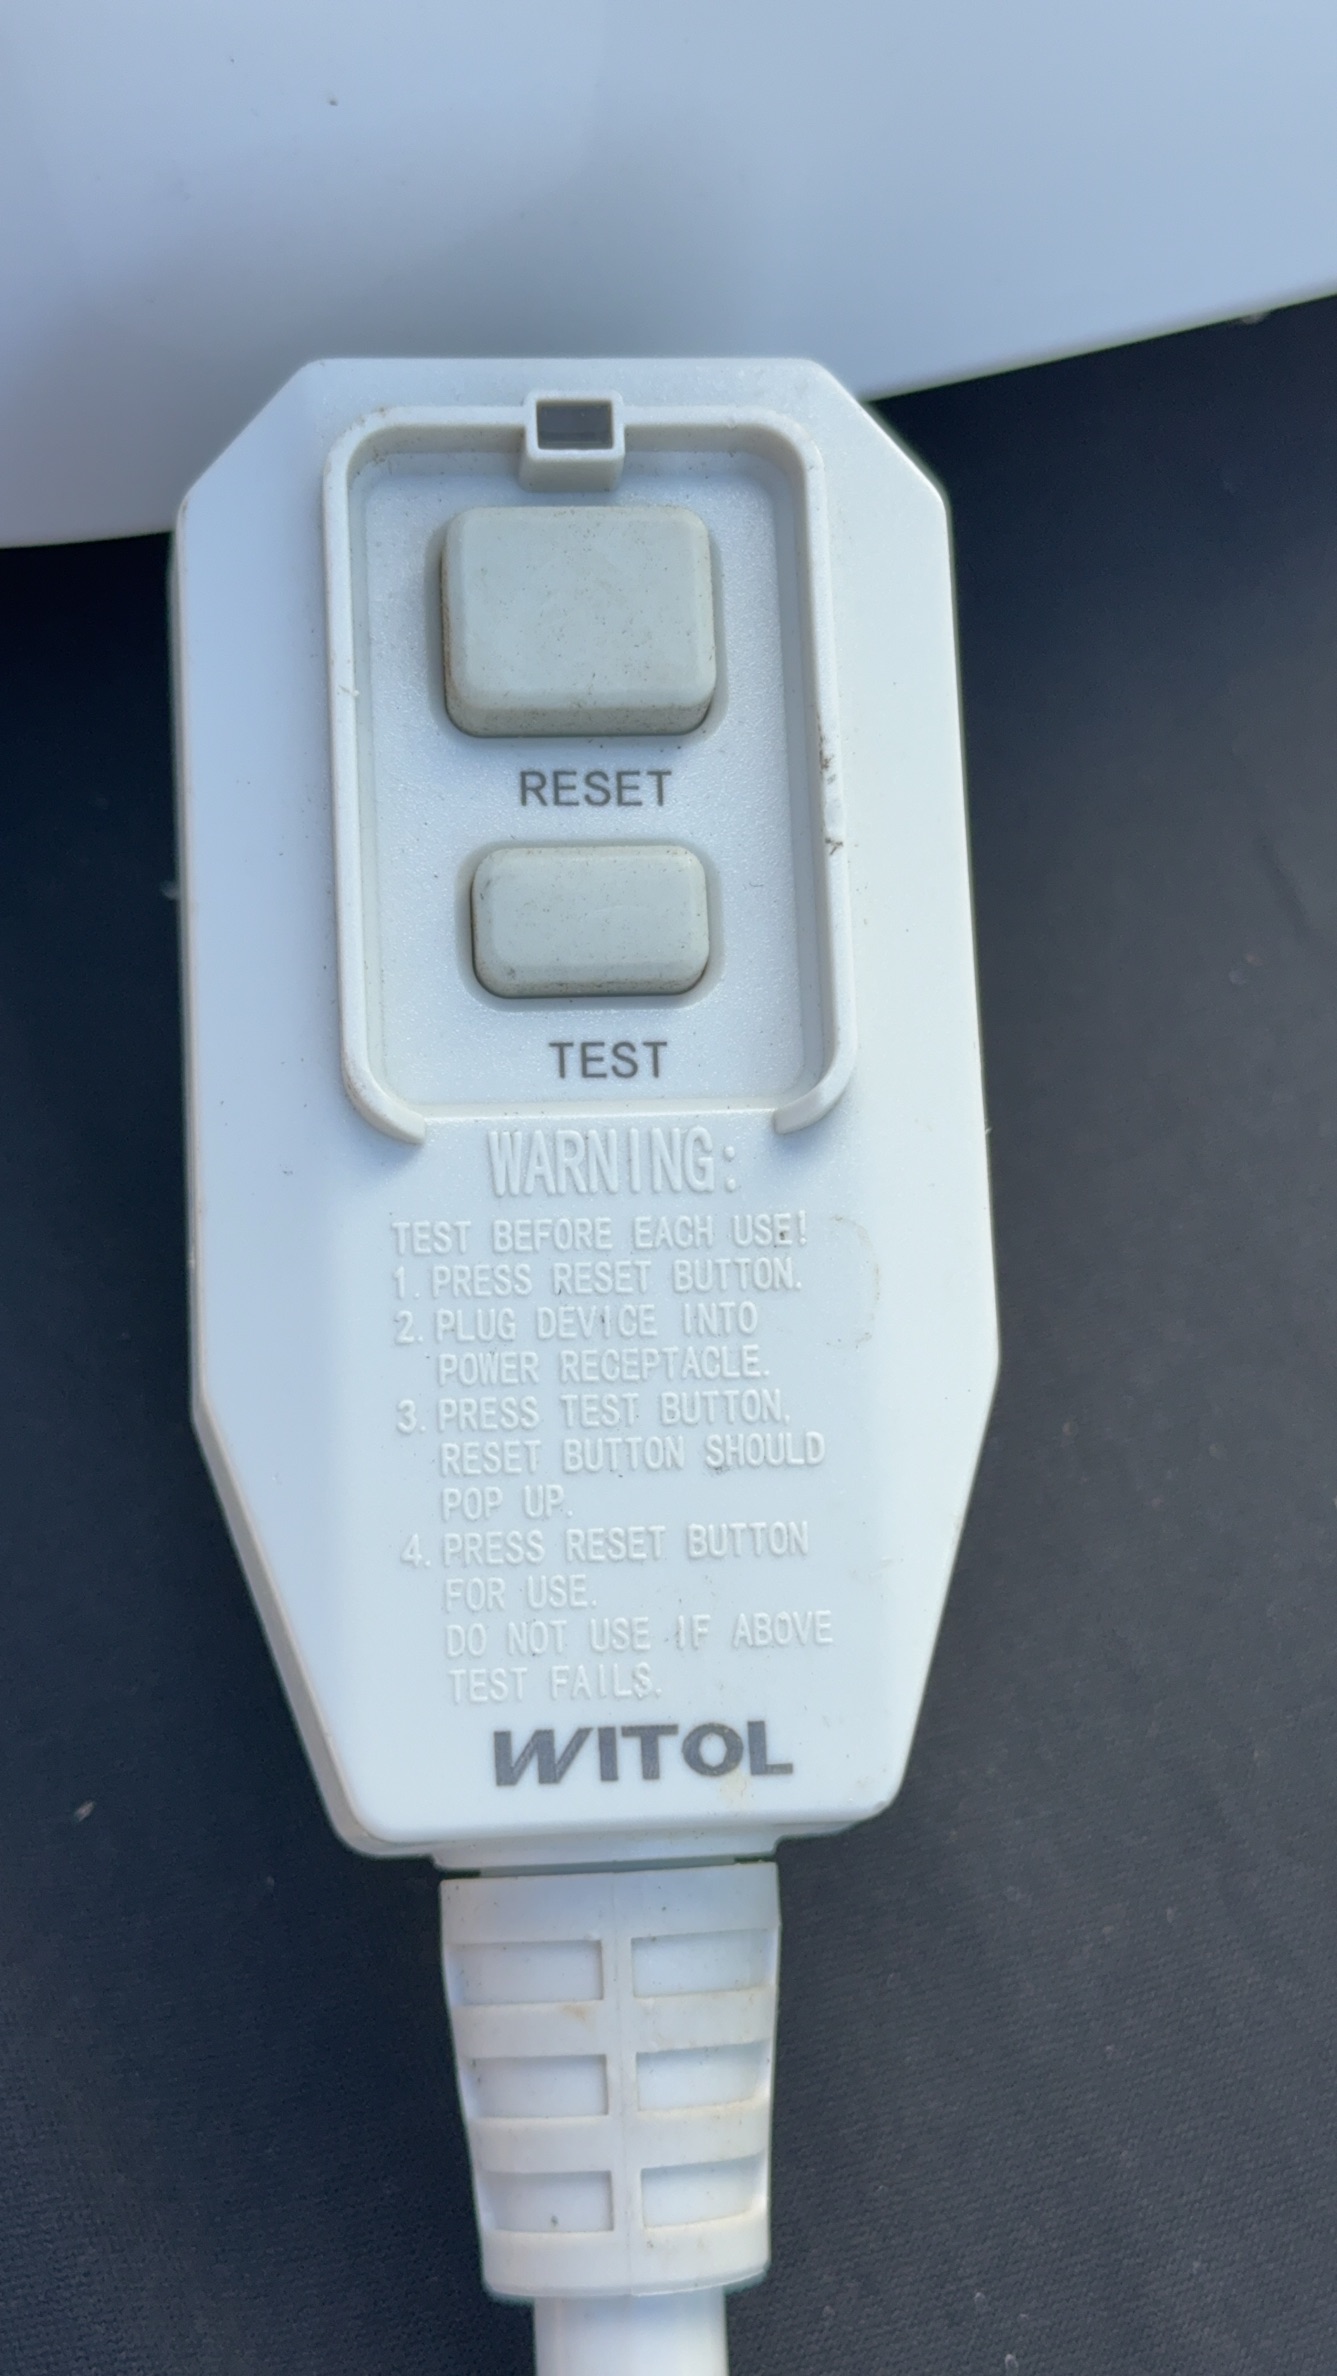 RESET
TEST
WARNING:
TEST BEFORE EACH USE!
1. PRESS RESET BUTTON.
2. PLUG DEVICE INTO
POWER RECEPTACLE.
3. PRESS TEST BUTTON,
RESET BUTTON SHOULD
POP UP.
4. PRESS RESET BUTTON
FOR USE.
DO NOT USE IF ABOVE
TEST FAILS.
WITOL